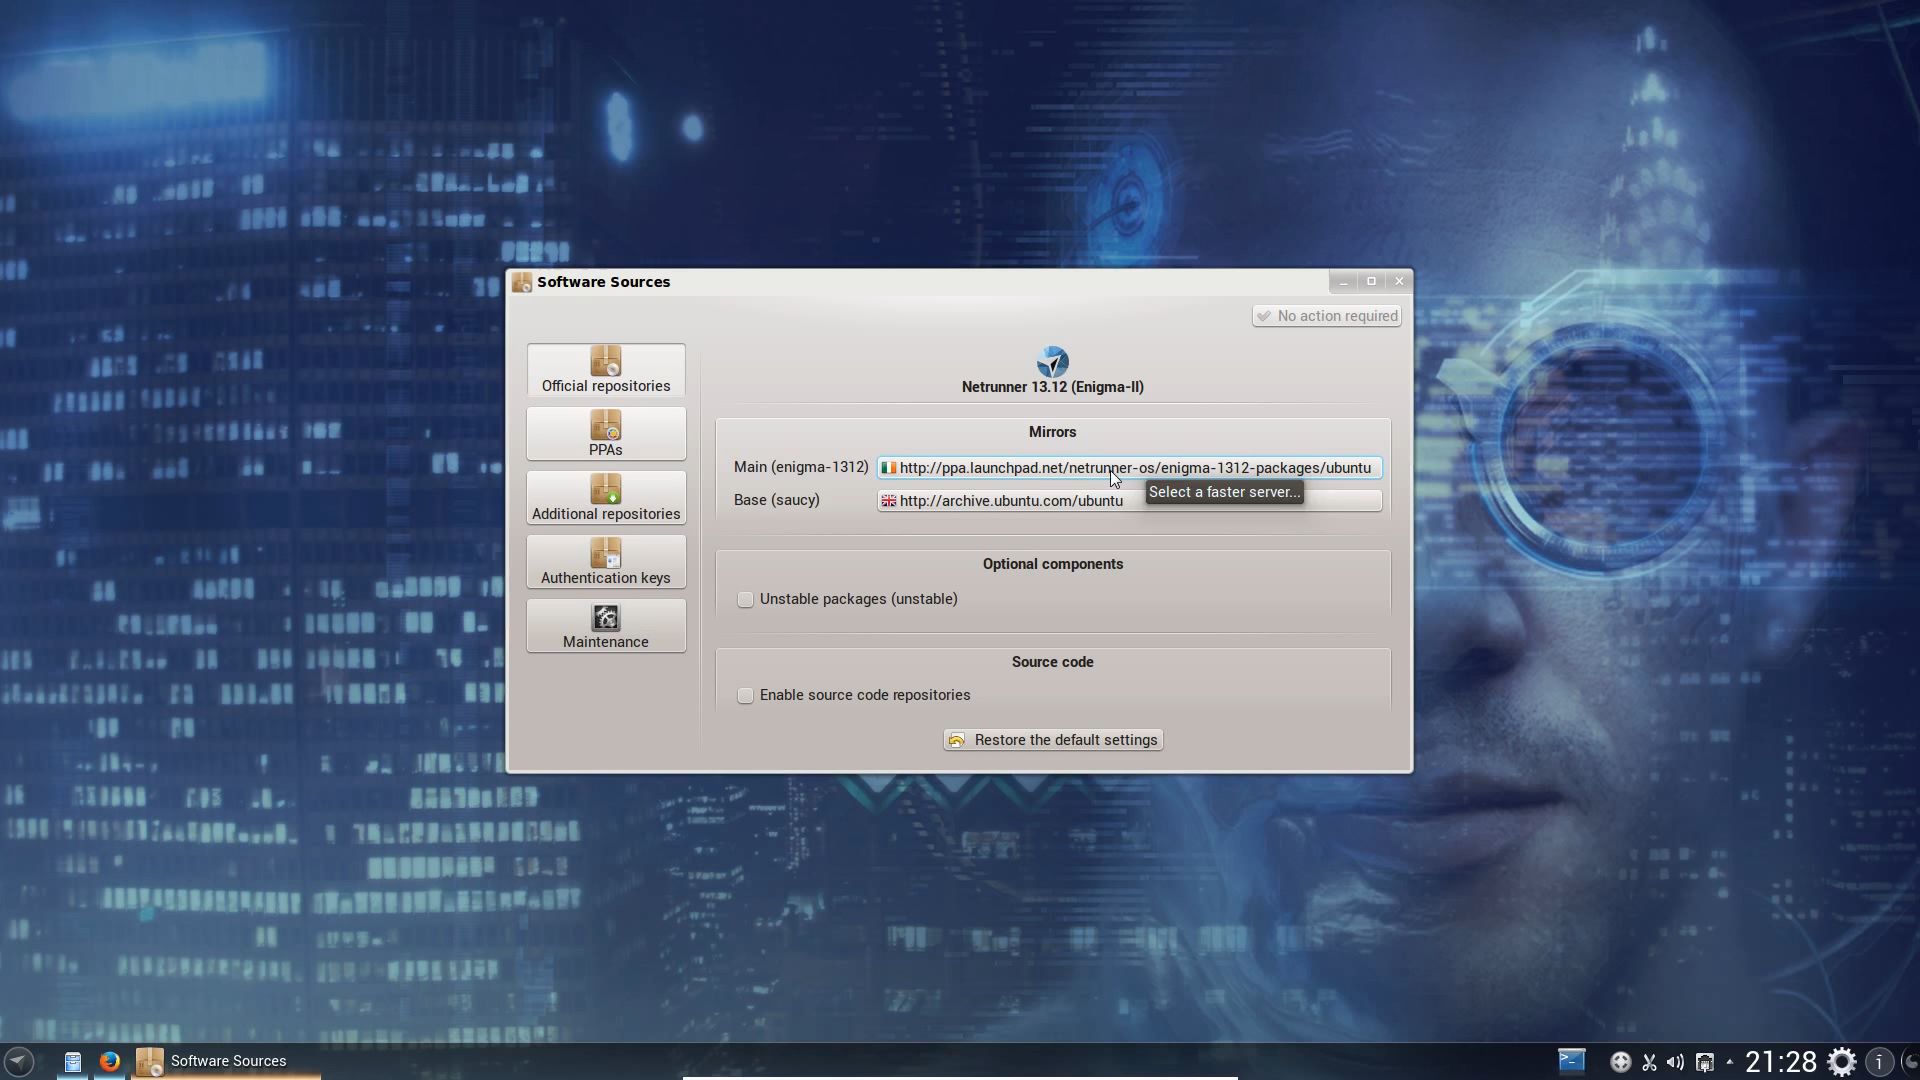 Software Sources
No action required
Official repositories
PPAs
Additional repositories
Authentication keys
Maintenance
Netrunner 13.12 (Enigma-II)
Mirrors
Main (enigma-1312) http://ppa.launchpad.net/netrunner-os/enigma-1312-packages/ubuntu
Select a faster server...
Base (saucy) http://archive.ubuntu.com/ubuntu
Optional components
Unstable packages (unstable)
Source code
Enable source code repositories
Restore the default settings
Software Sources
21:28